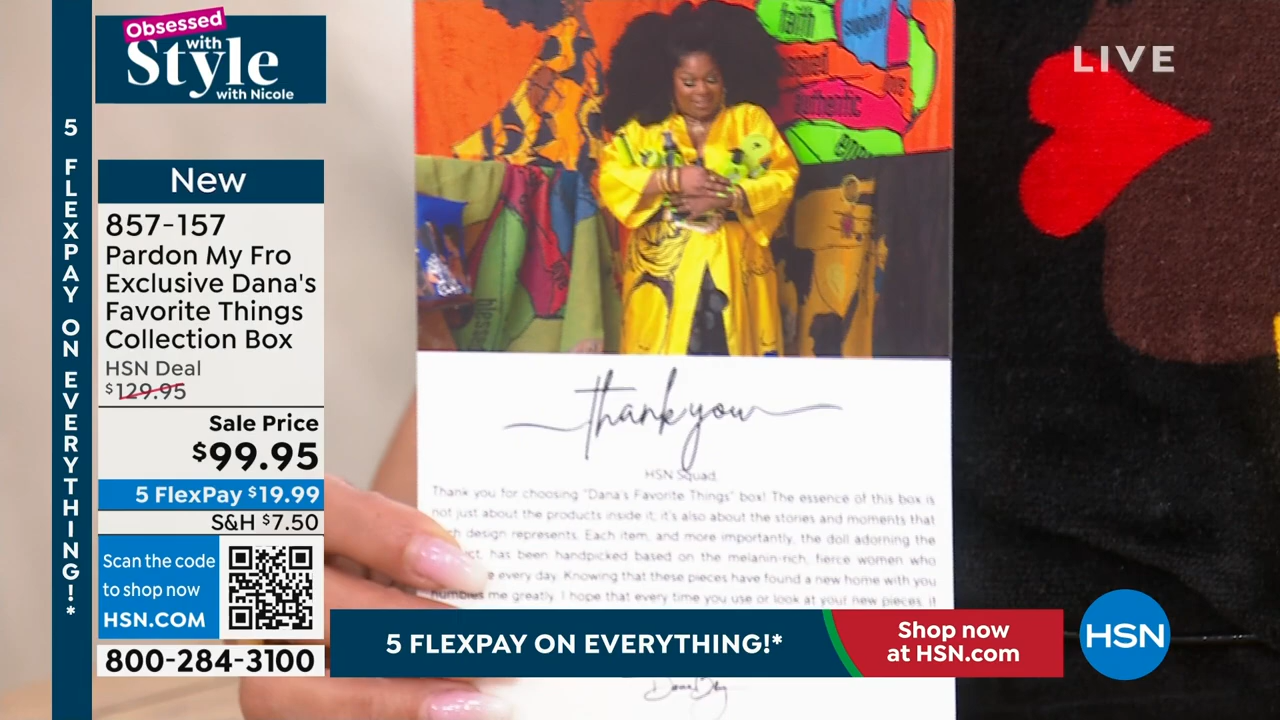 Obsessed
with
Style
with Nicole
LIVE
5 FLEXPAY ON EVERYTHING!*
New
857-157
Pardon My Fro
Exclusive Dana's
Favorite Things
Collection Box
HSN Deal
$129.95
Sale Price
$99.95
5 FlexPay $19.99
S&H $7.50
Scan the code
to shop now
HSN.COM
800-284-3100
faith
support
authentic
thank you
HSN Squad,
Thank you for choosing "Dana's Favorite Things" box! The essence of this box is
not just about the products inside it; it's also about the stories and moments that
design represents. Each item, and more importantly, the doll adorning the
has been handpicked based on the melanin-rich, fierce women who
every day. Knowing that these pieces have found a new home with you
humbles me greatly. I hope that every time you use or look at your new pieces, it
5 FLEXPAY ON EVERYTHING!*
Shop now
at HSN.com
HSN